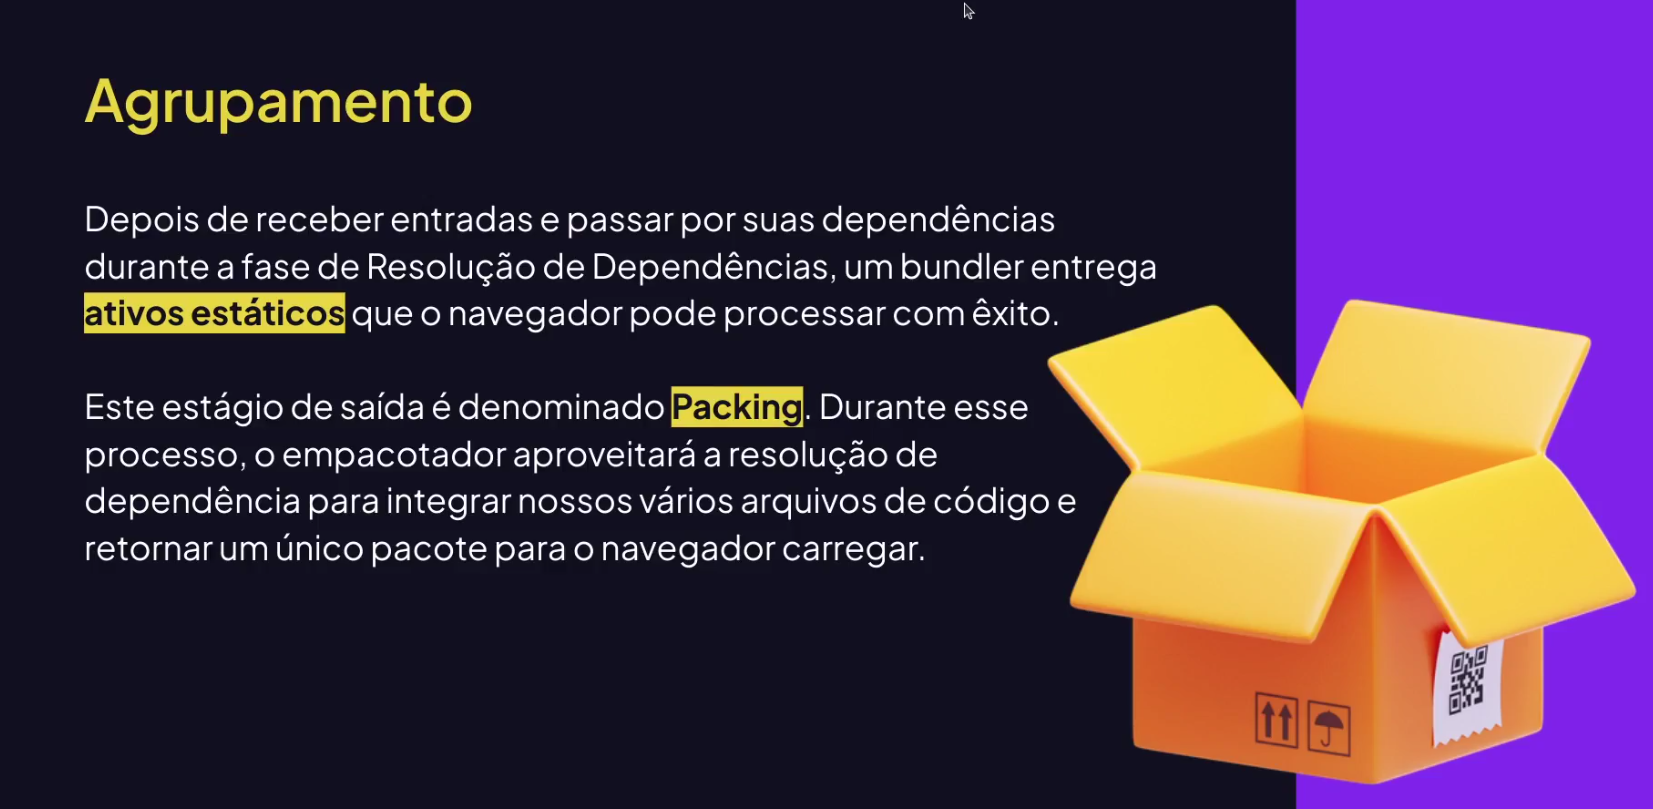 Agrupamento
Depois de receber entradas e passar por suas dependências
durante a fase de Resolução de Dependências, um bundler entrega
ativos estáticos que o navegador pode processar com êxito.
Este estágio de saída é denominado Packing. Durante esse
processo, o empacotador aproveitará a resolução de
dependência para integrar nossos vários arquivos de código e
retornar um único pacote para o navegador carregar.